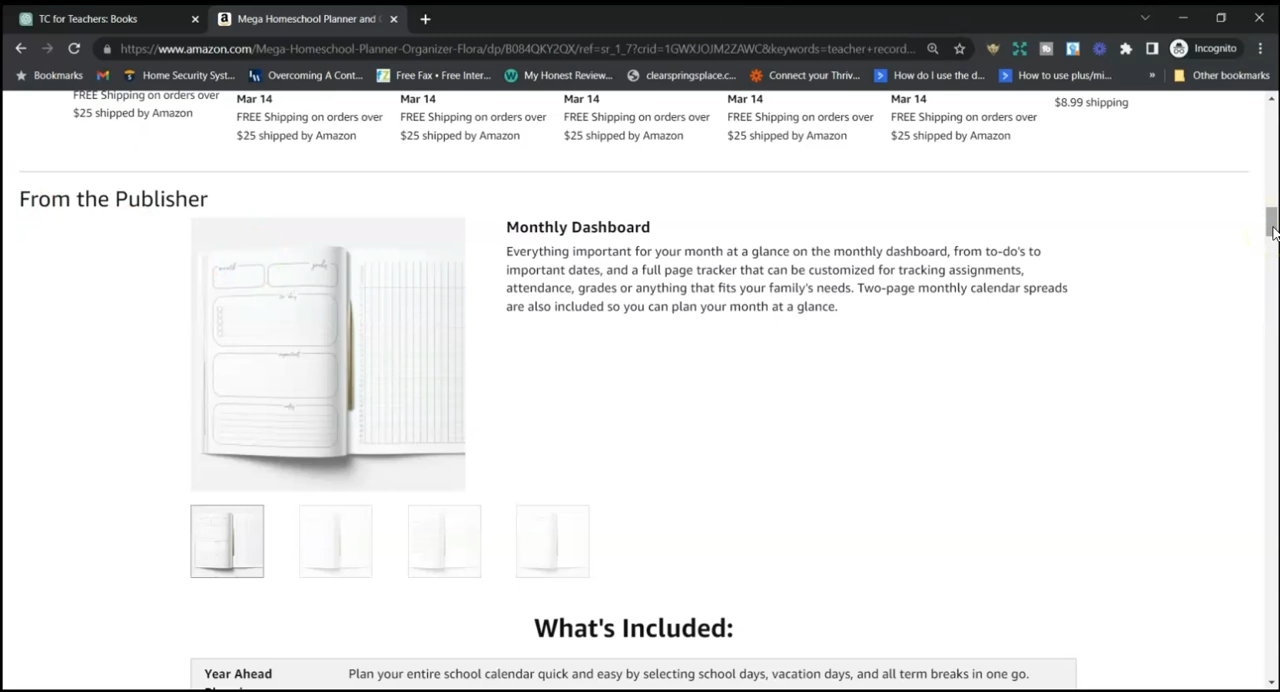 TC for Teachers: Books
Mega Homeschool Planner and
https://www.amazon.com/Mega-Homeschool-Planner-Organizer-Flora/dp/B084QKY2QX/ref=sr_1_7?crid=1GWXJOJM2ZAWC&keywords=teacher+record...
Incognito
Bookmarks
Home Security Syst...
Overcoming A Cont...
Free Fax • Free Inter...
My Honest Review...
clearspringsplace.c...
Connect your Thriv...
How do I use the d...
How to use plus/mi...
»
Other bookmarks
FREE Shipping on orders over
$25 shipped by Amazon
Mar 14
FREE Shipping on orders over
$25 shipped by Amazon
Mar 14
FREE Shipping on orders over
$25 shipped by Amazon
Mar 14
FREE Shipping on orders over
$25 shipped by Amazon
Mar 14
FREE Shipping on orders over
$25 shipped by Amazon
Mar 14
FREE Shipping on orders over
$25 shipped by Amazon
$8.99 shipping
From the Publisher
month
goals
to do
important
Monthly Dashboard
Everything important for your month at a glance on the monthly dashboard, from to-do's to
important dates, and a full page tracker that can be customized for tracking assignments,
attendance, grades or anything that fits your family's needs. Two-page monthly calendar spreads
are also included so you can plan your month at a glance.
What's Included:
Year Ahead
Plan your entire school calendar quick and easy by selecting school days, vacation days, and all term breaks in one go.